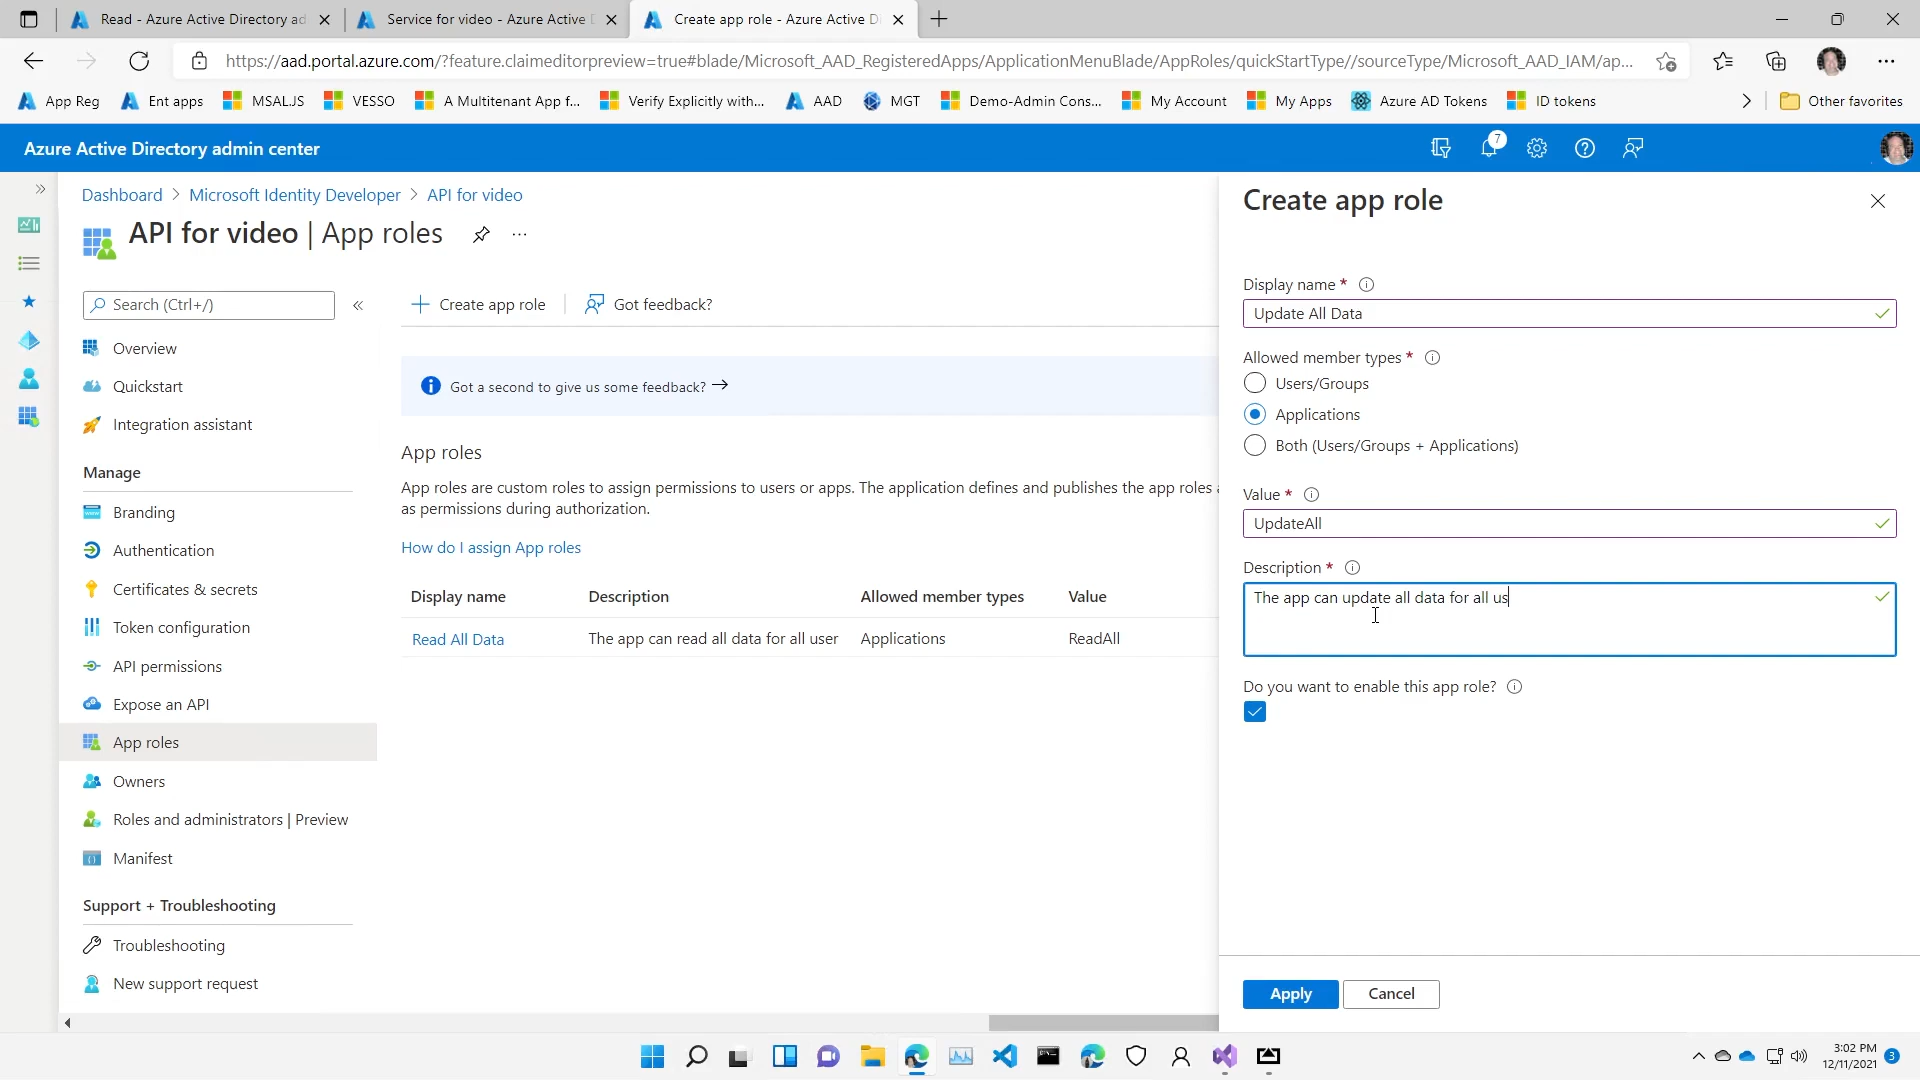 Read - Azure Active Directory ad
Service for video - Azure Active D
Create app role - Azure Active Di
https://aad.portal.azure.com/?feature.claimeditorpreview=true#blade/Microsoft_AAD_RegisteredApps/ApplicationMenuBlade/AppRoles/quickStartType//sourceType/Microsoft_AAD_IAM/ap...
App Reg
Ent apps
MSALJS
VESSO
A Multitenant App f...
Verify Explicitly with...
AAD
MGT
Demo-Admin Cons...
My Account
My Apps
Azure AD Tokens
ID tokens
Other favorites
Azure Active Directory admin center
7
Dashboard > Microsoft Identity Developer > API for video
API for video | App roles
Search (Ctrl+/)
Overview
Quickstart
Integration assistant
Manage
Branding
Authentication
Certificates & secrets
Token configuration
API permissions
Expose an API
App roles
Owners
Roles and administrators | Preview
Manifest
Support + Troubleshooting
Troubleshooting
New support request
Create app role
Got feedback?
Got a second to give us some feedback?
App roles
App roles are custom roles to assign permissions to users or apps. The application defines and publishes the app roles
as permissions during authorization.
How do I assign App roles
Display name Description Allowed member types Value
Read All Data The app can read all data for all user Applications ReadAll
Create app role
Display name *
Update All Data
Allowed member types *
Users/Groups
Applications
Both (Users/Groups + Applications)
Value *
UpdateAll
Description *
The app can update all data for all us
Do you want to enable this app role?
Apply
Cancel
3:02 PM
12/11/2021
3